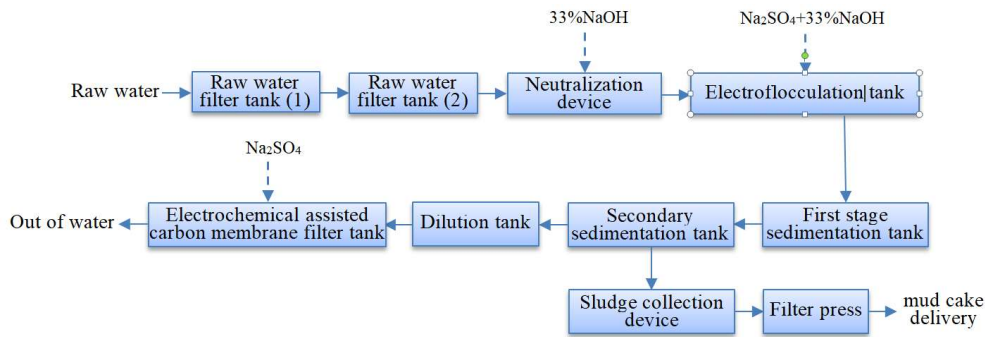 33%NaOH
Na₂SO₄+33%NaOH
Raw water
Raw water
filter tank (1)
Raw water
filter tank (2)
Neutralization
device
Electroflocculation tank
Na₂SO₄
Out of water
Electrochemical assisted
carbon membrane filter tank
Dilution tank
Secondary
sedimentation tank
First stage
sedimentation tank
Sludge collection
device
Filter press
mud cake
delivery